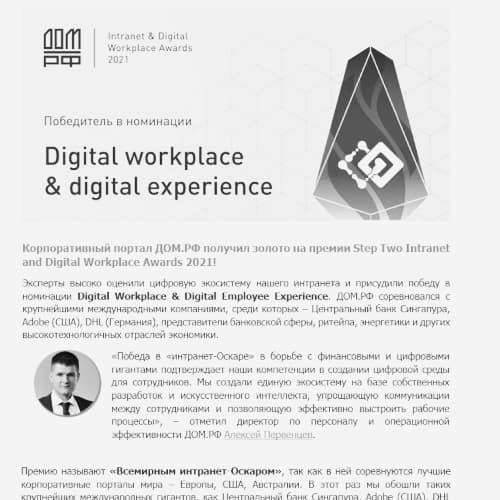 ДОМ.РФ
Intranet & Digital
Workplace Awards
2021
Победитель в номинации
Digital workplace
& digital experience
Корпоративный портал ДОМ.РФ получил золото на премии Step Two Intranet
and Digital Workplace Awards 2021!
Эксперты высоко оценили цифровую экосистему нашего интранета и присудили победу в
номинации Digital Workplace & Digital Employee Experience. ДОМ.РФ соревновался с
крупнейшими международными компаниями, среди которых – Центральный банк Сингапура,
Adobe (США), DHL (Германия), представители банковской сферы, ритейла, энергетики и других
высокотехнологичных отраслей экономики.
«Победа в «интранет-Оскаре» в борьбе с финансовыми и цифровыми
гигантами подтверждает наши компетенции в создании цифровой среды
для сотрудников. Мы создали единую экосистему на базе собственных
разработок и искусственного интеллекта, упрощающую коммуникации
между сотрудниками и позволяющую эффективно выстроить рабочие
процессы», – отметил директор по персоналу и операционной
эффективности ДОМ.РФ Алексей Первенцев.
Премию называют «Всемирным интранет-Оскаром», так как в ней соревнуются лучшие
корпоративные порталы мира – Европы, США, Австралии. В этот раз мы обошли таких
крупнейших международных гигантов, как Центральный банк Сингапура, Adobe (США), DHL